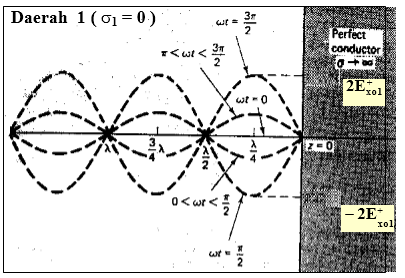 Daerah 1 ( σ₁ = 0 )
ωt = 3π/2
π < ωt < 3π/2
Perfect
conductor
σ → ∞
2E⁺ₓₒ₁
ωt = 0
λ
3/4 λ
λ/2
λ/4
z = 0
0 < ωt < π/2
− 2E⁺ₓₒ₁
ωt = π/2